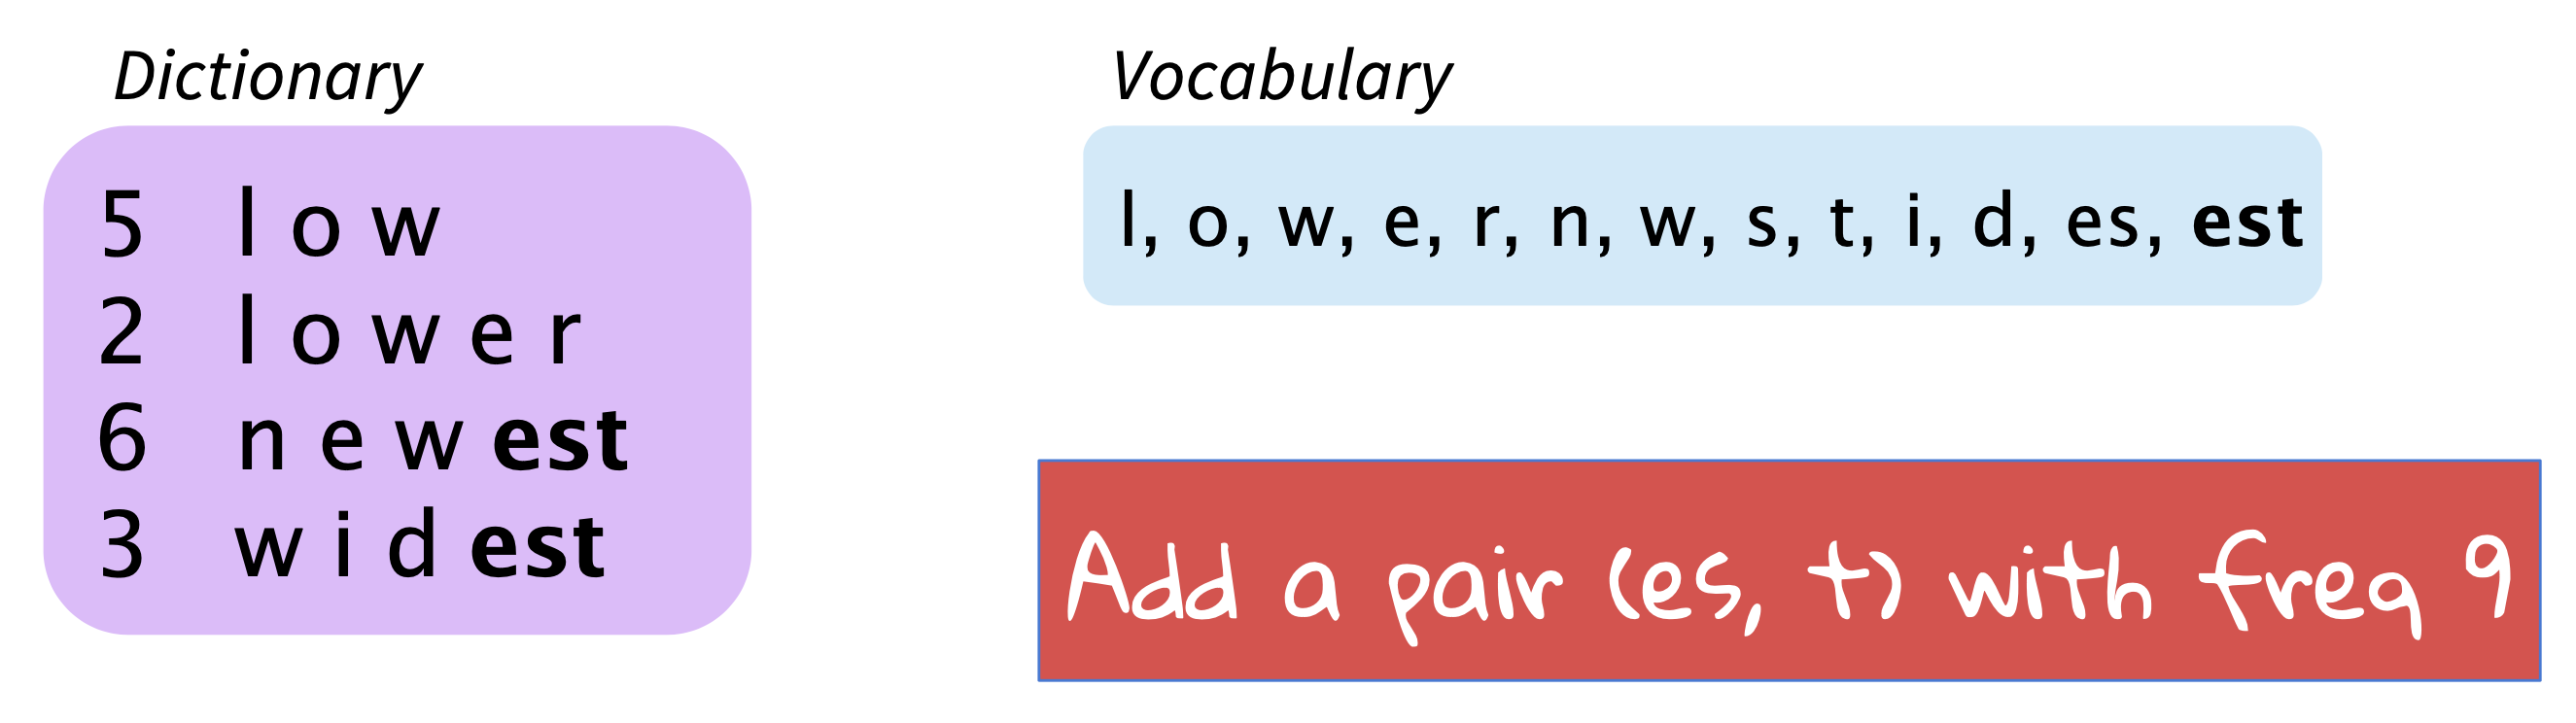 Dictionary
5 l o w
2 l o w e r
6 n e w est
3 w i d est
Vocabulary
l, o, w, e, r, n, w, s, t, i, d, es, est
Add a pair (es, t) with freq 9